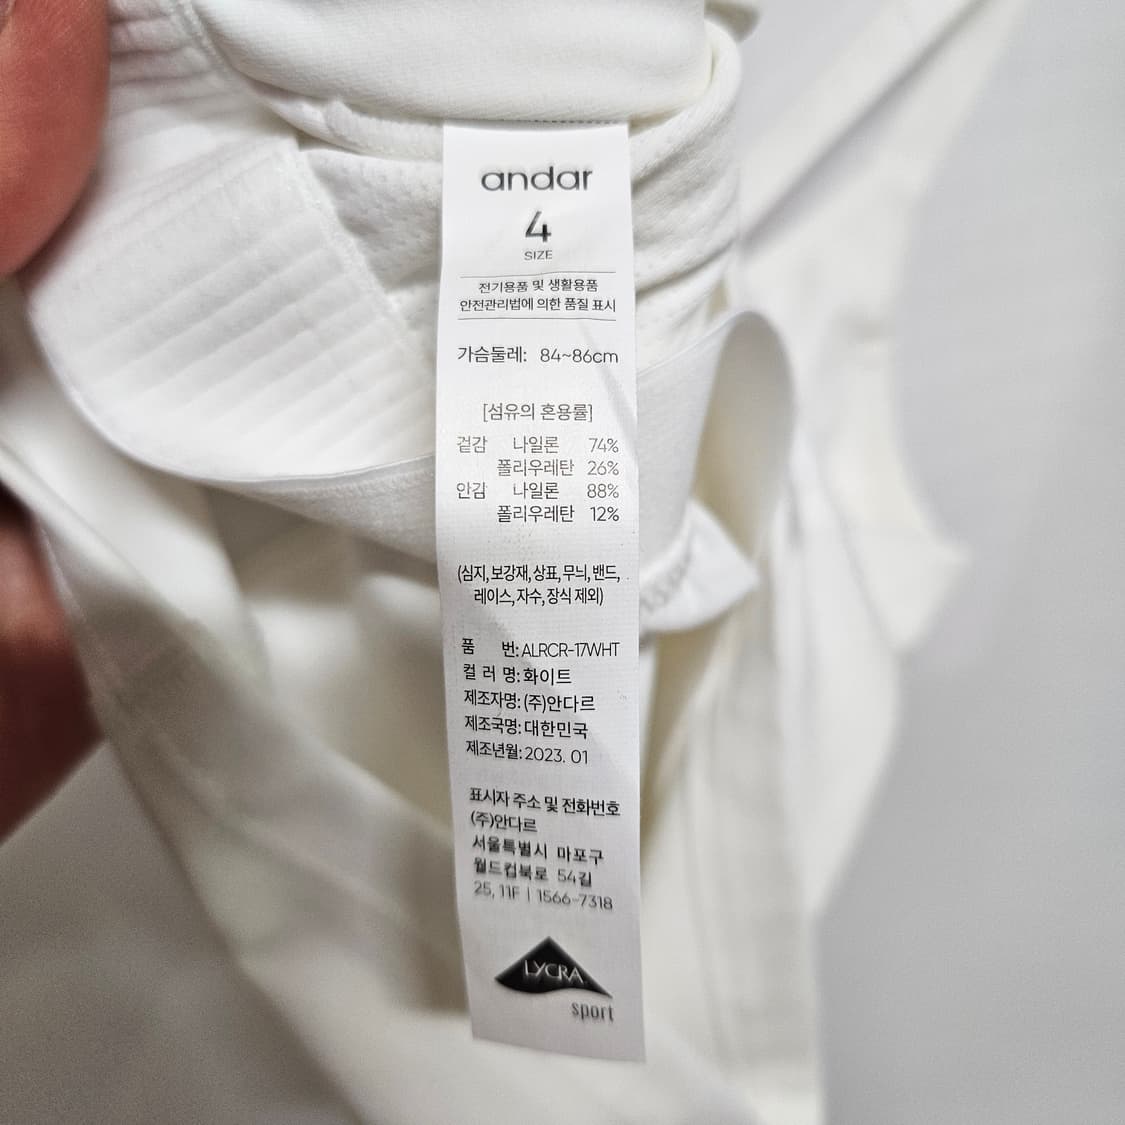 andar
4
SIZE
전기용품 및 생활용품
안전관리법에 의한 품질 표시
가슴둘레: 84~86cm
[섬유의 혼용률]
겉감 나일론 74%
폴리우레탄 26%
안감 나일론 88%
폴리우레탄 12%
(심지,보강재,상표,무늬,밴드,
레이스,자수,장식 제외)
품 번: ALRCR-17WHT
컬 러 명: 화이트
제조자명: (주)안다르
제조국명: 대한민국
제조년월: 2023. 01
표시자 주소 및 전화번호
(주)안다르
서울특별시 마포구
월드컵북로 54길
25, 11F | 1566-7318
LYCRA
sport